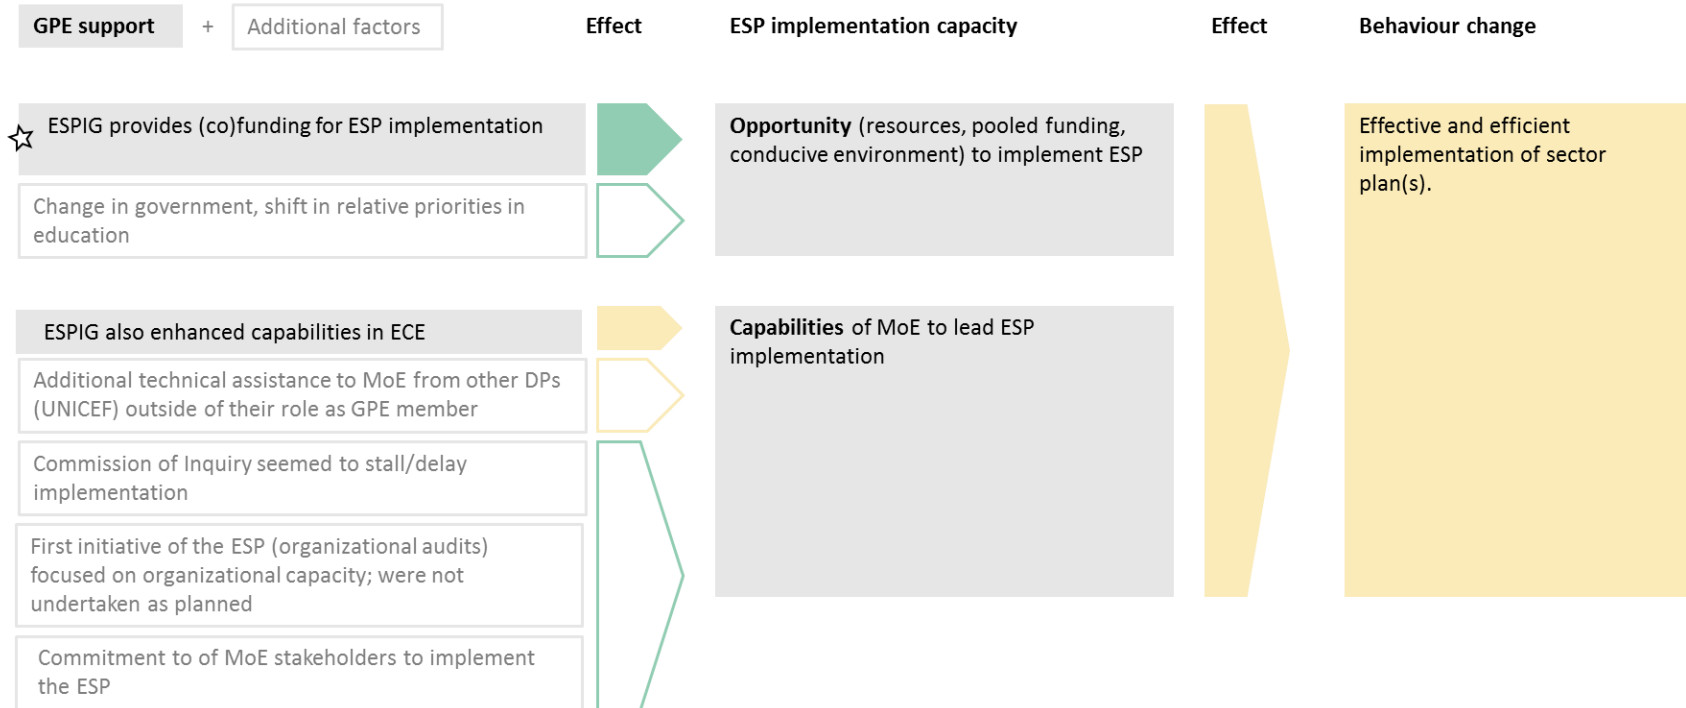 GPE support + Additional factors Effect ESP implementation capacity Effect Behaviour change
ESPIG provides (co)funding for ESP implementation
Change in government, shift in relative priorities in
education
Opportunity (resources, pooled funding,
conducive environment) to implement ESP
Effective and efficient
implementation of sector
plan(s).
ESPIG also enhanced capabilities in ECE
Additional technical assistance to MoE from other DPs
(UNICEF) outside of their role as GPE member
Commission of Inquiry seemed to stall/delay
implementation
First initiative of the ESP (organizational audits)
focused on organizational capacity; were not
undertaken as planned
Commitment to of MoE stakeholders to implement
the ESP
Capabilities of MoE to lead ESP
implementation